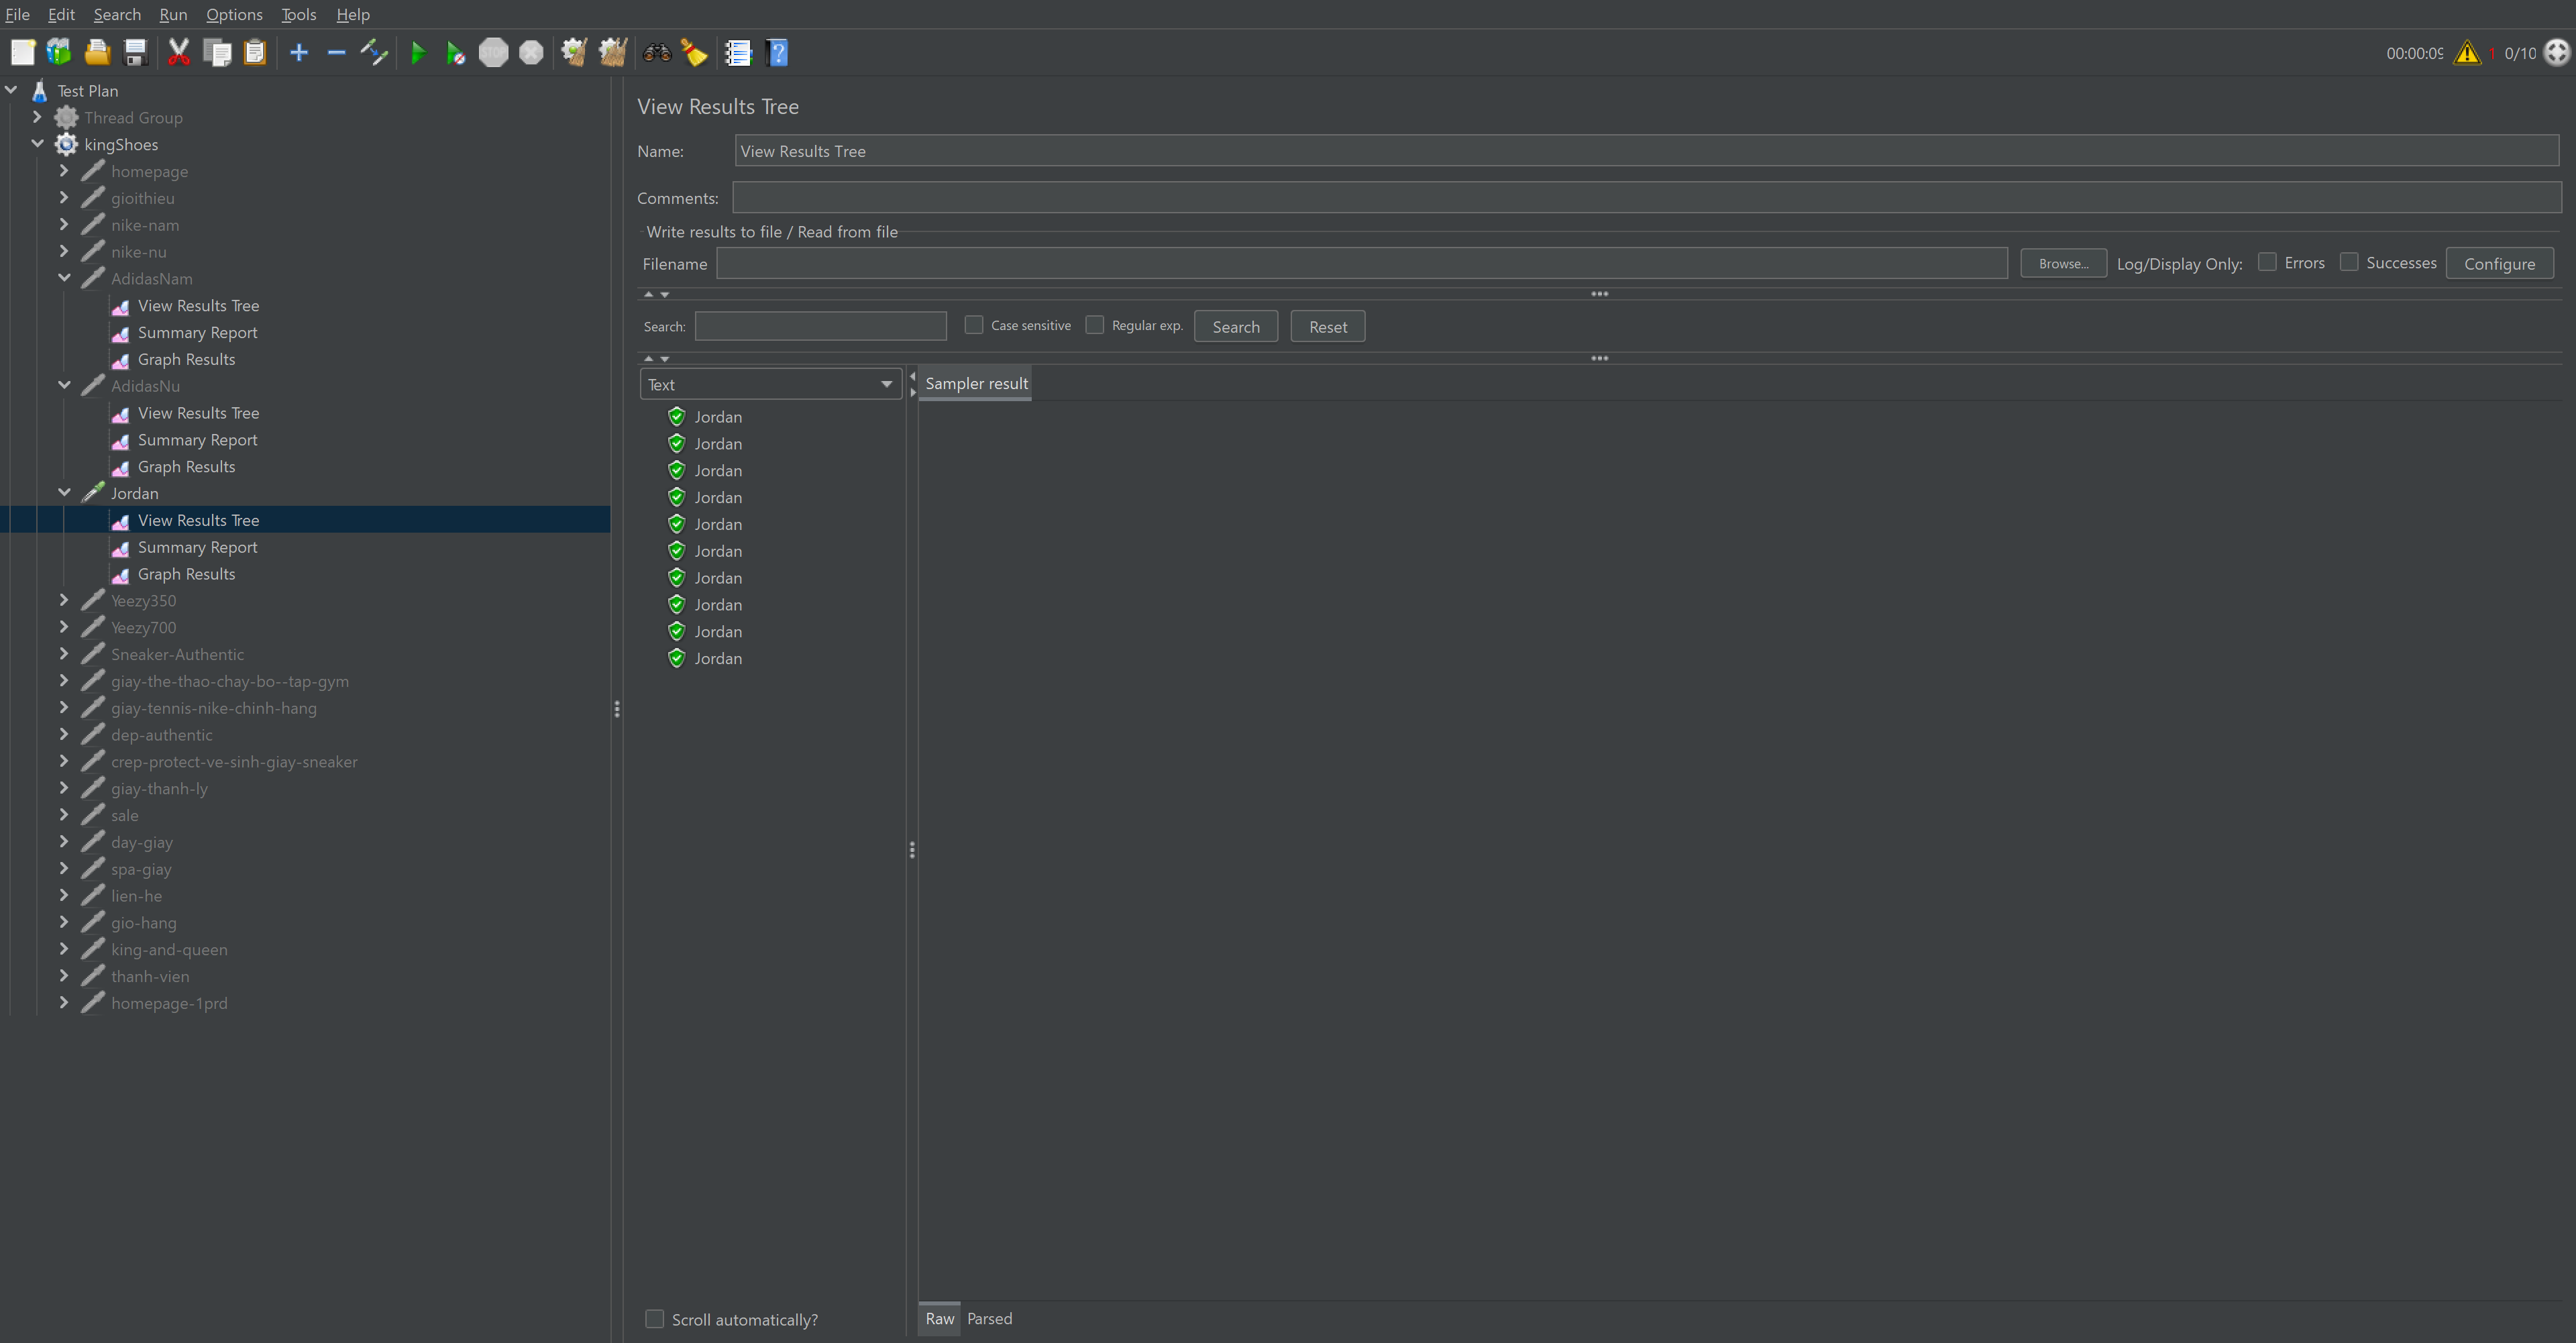 File Edit Search Run Options Tools Help
STOP
00:00:09 1 0/10
Test Plan
Thread Group
kingShoes
homepage
gioithieu
nike-nam
nike-nu
AdidasNam
View Results Tree
Summary Report
Graph Results
AdidasNu
View Results Tree
Summary Report
Graph Results
Jordan
View Results Tree
Summary Report
Graph Results
Yeezy350
Yeezy700
Sneaker-Authentic
giay-the-thao-chay-bo--tap-gym
giay-tennis-nike-chinh-hang
dep-authentic
crep-protect-ve-sinh-giay-sneaker
giay-thanh-ly
sale
day-giay
spa-giay
lien-he
gio-hang
king-and-queen
thanh-vien
homepage-1prd
View Results Tree
Name: View Results Tree
Comments:
Write results to file / Read from file
Filename Browse... Log/Display Only: Errors Successes Configure
Search: Case sensitive Regular exp. Search Reset
Text
Sampler result
Jordan
Jordan
Jordan
Jordan
Jordan
Jordan
Jordan
Jordan
Jordan
Jordan
Scroll automatically?
Raw Parsed